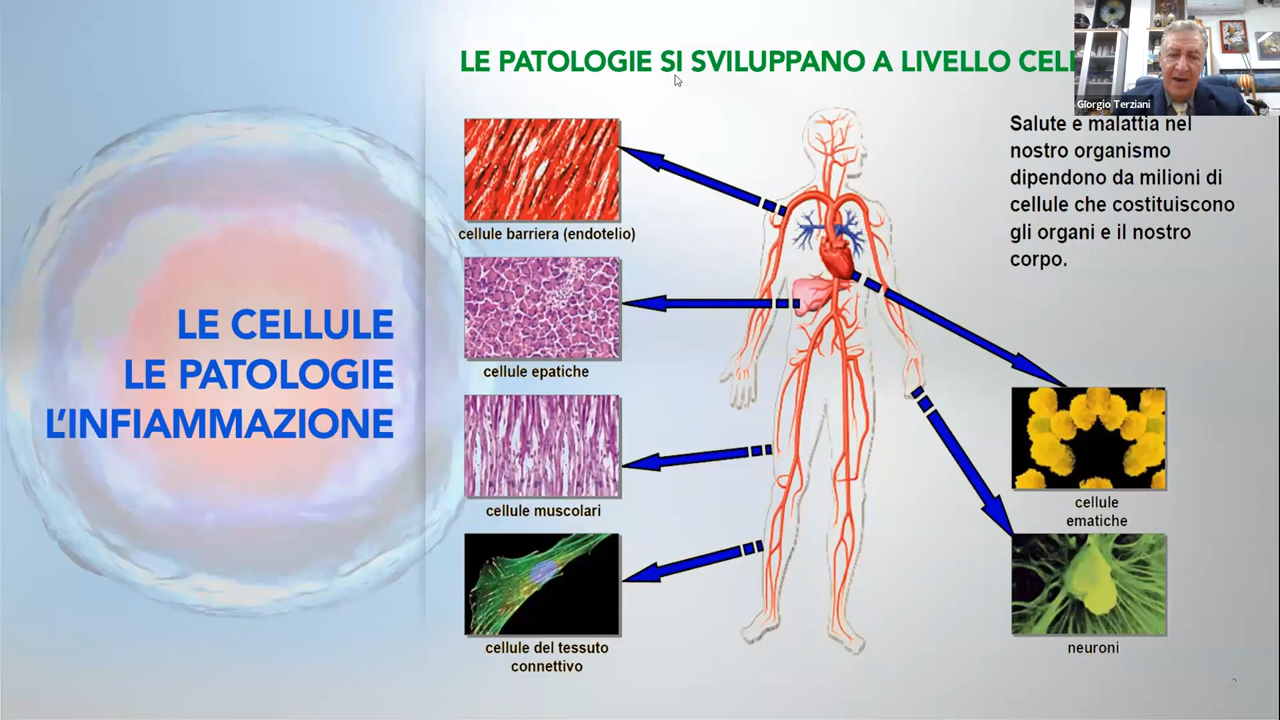 LE PATOLOGIE SI SVILUPPANO A LIVELLO
GIorgio Terziani
Salute e malattia nel
nostro organismo
dipendono da milioni di
cellule che costituiscono
gli organi e il nostro
corpo.
cellule barriera (endotelio)
cellule epatiche
LE CELLULE
LE PATOLOGIE
L'INFIAMMAZIONE
cellule muscolari
cellule
ematiche
cellule del tessuto
connettivo
neuroni